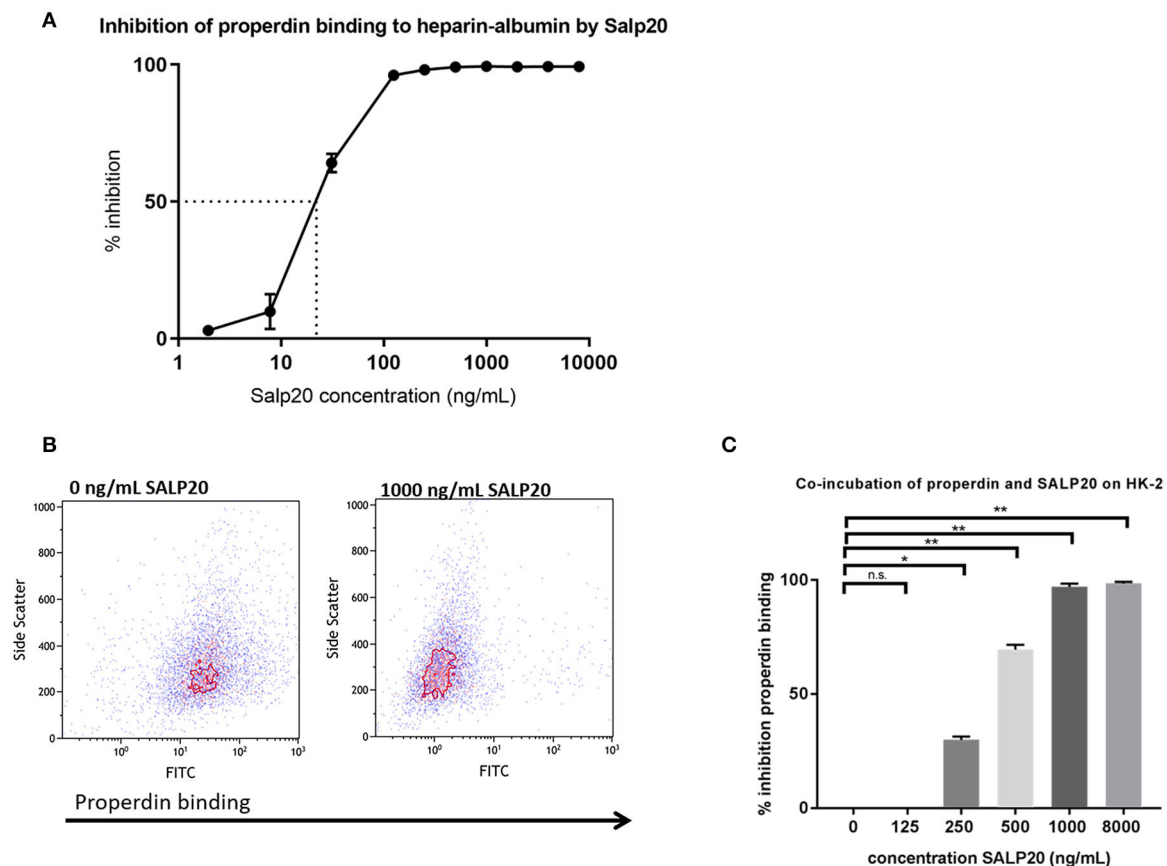 A
Inhibition of properdin binding to heparin-albumin by Salp20
100
50
0
% inhibition
1 10 100 1000 10000
Salp20 concentration (ng/mL)
B
0 ng/mL SALP20
1000
800
600
400
200
0
Side Scatter
10⁰ 10¹ 10² 10³
FITC
1000 ng/mL SALP20
1000
800
600
400
200
0
Side Scatter
10⁰ 10¹ 10² 10³
FITC
Properdin binding
C
Co-incubation of properdin and SALP20 on HK-2
**
**
**
*
n.s.
100
50
0
% inhibition properdin binding
0 125 250 500 1000 8000
concentration SALP20 (ng/mL)